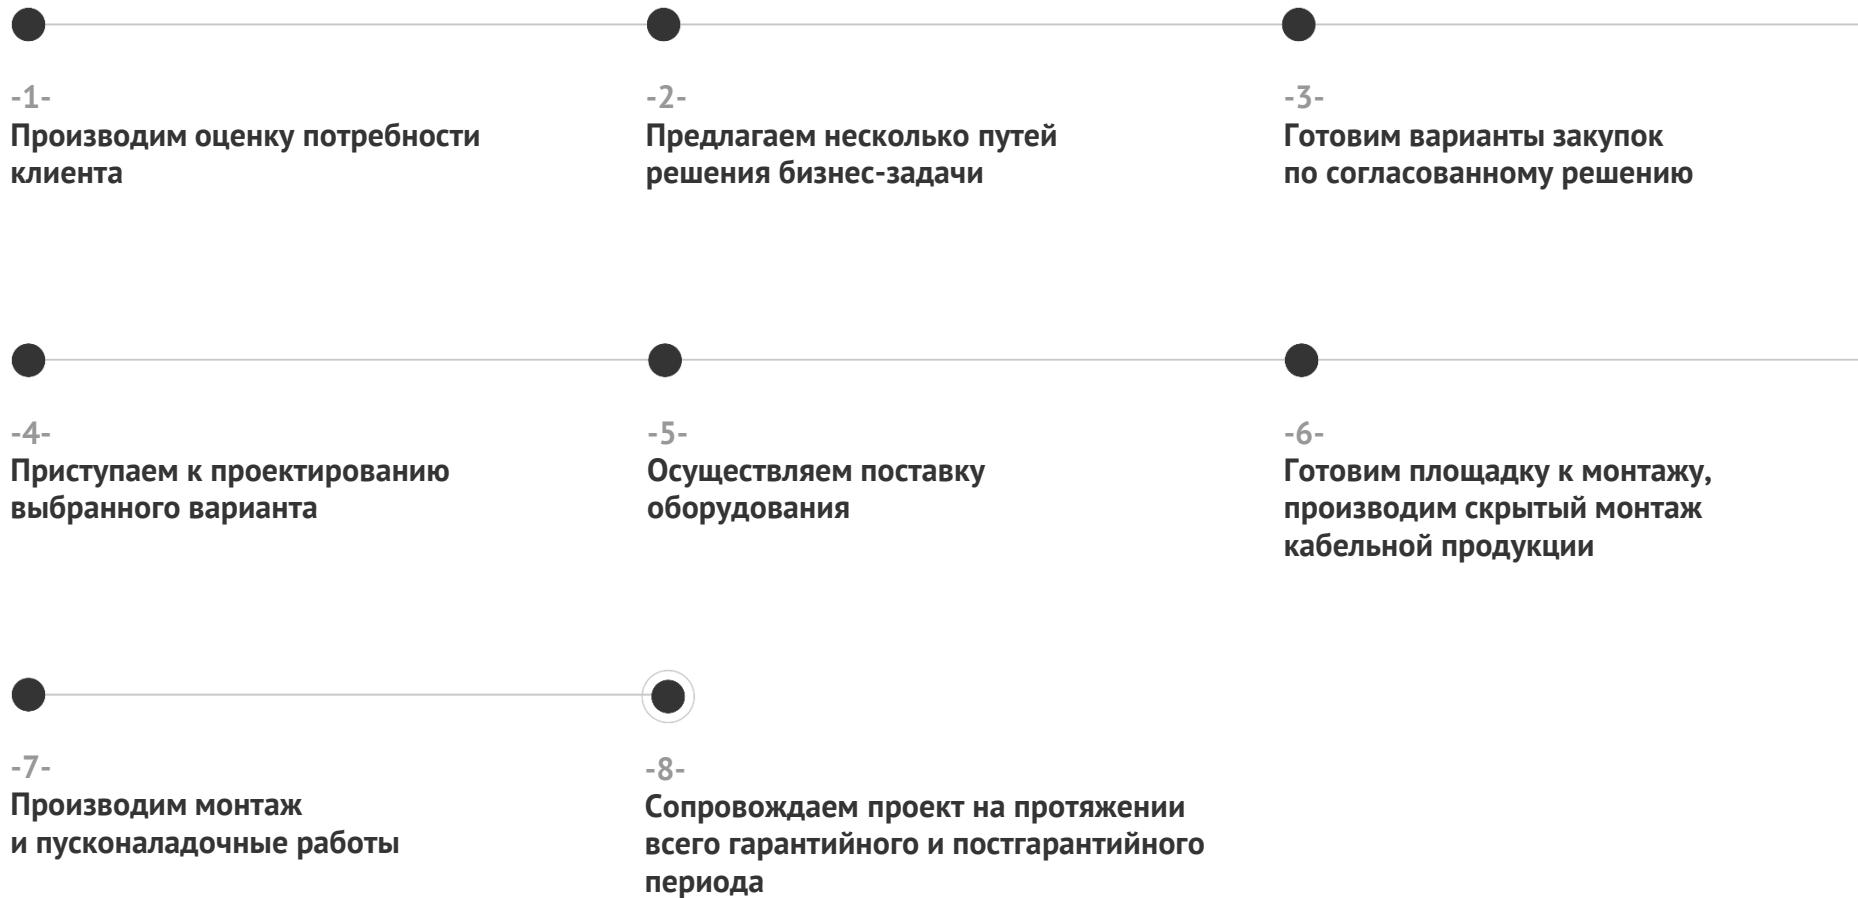 -1-
Производим оценку потребности
клиента
-2-
Предлагаем несколько путей
решения бизнес-задачи
-3-
Готовим варианты закупок
по согласованному решению
-4-
Приступаем к проектированию
выбранного варианта
-5-
Осуществляем поставку
оборудования
-6-
Готовим площадку к монтажу,
производим скрытый монтаж
кабельной продукции
-7-
Производим монтаж
и пусконаладочные работы
-8-
Сопровождаем проект на протяжении
всего гарантийного и постгарантийного
периода